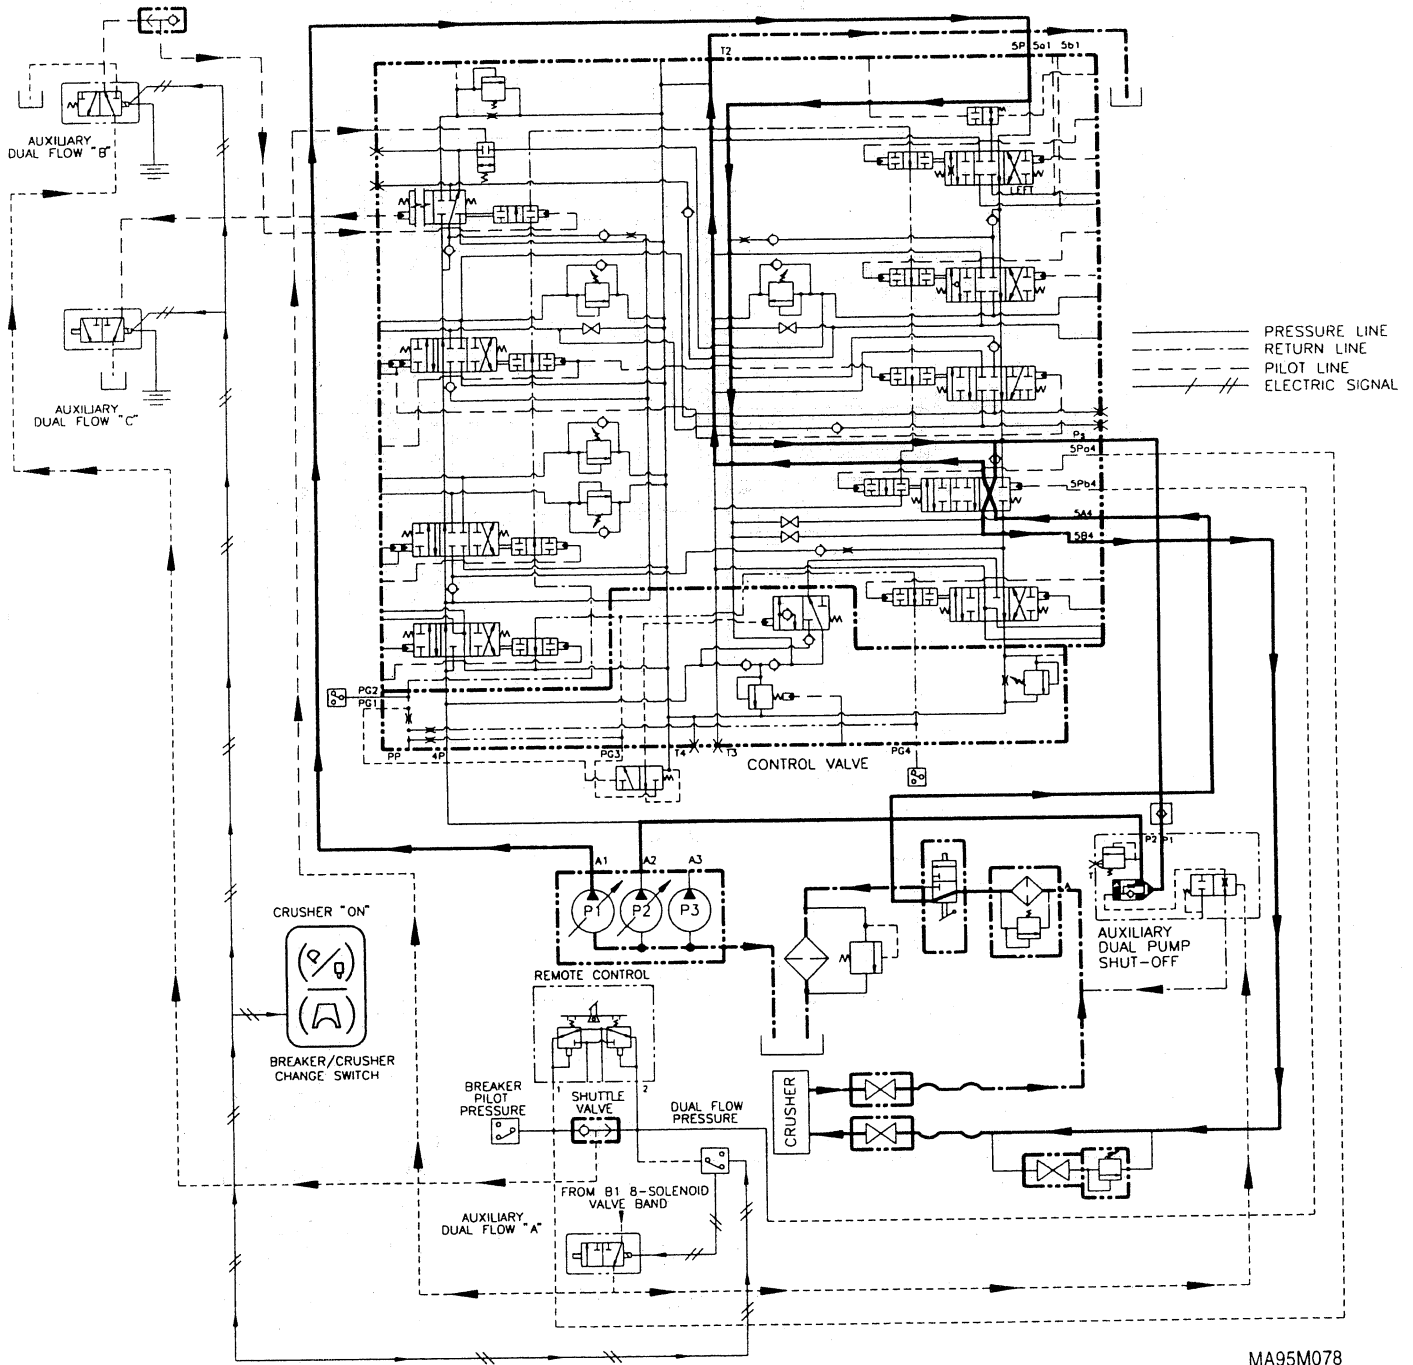 T2
5P 5a1 5b1
AUXILIARY
DUAL FLOW "B"
LEFT
PRESSURE LINE
RETURN LINE
PILOT LINE
ELECTRIC SIGNAL
AUXILIARY
DUAL FLOW "C"
P3
5Pa4
5Pb4
5A4
5B4
PG2
PG1
PP 4P PG3 T4 T3 PG4
CONTROL VALVE
A1 A2 A3
P2 P1
T
A
P1 P2 P3
CRUSHER "ON"
AUXILIARY
DUAL PUMP
SHUT-OFF
REMOTE CONTROL
BREAKER/CRUSHER
CHANGE SWITCH
1 2
BREAKER
PILOT
PRESSURE
SHUTTLE
VALVE
DUAL FLOW
PRESSURE
CRUSHER
FROM B1 8-SOLENOID
VALVE BAND
AUXILIARY
DUAL FLOW "A"
MA95M078